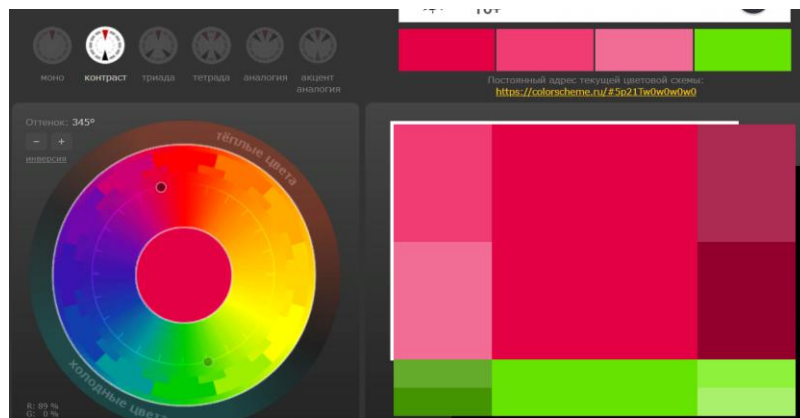 моно контраст триада тетрада аналогия акцент
аналогия
Постоянный адрес текущей цветовой схемы:
https://colorscheme.ru/#5p21Tw0w0w0w0
Оттенок: 345°
− +
инверсия
тёплые цвета
холодные цвета
R: 89 %
G: 0 %